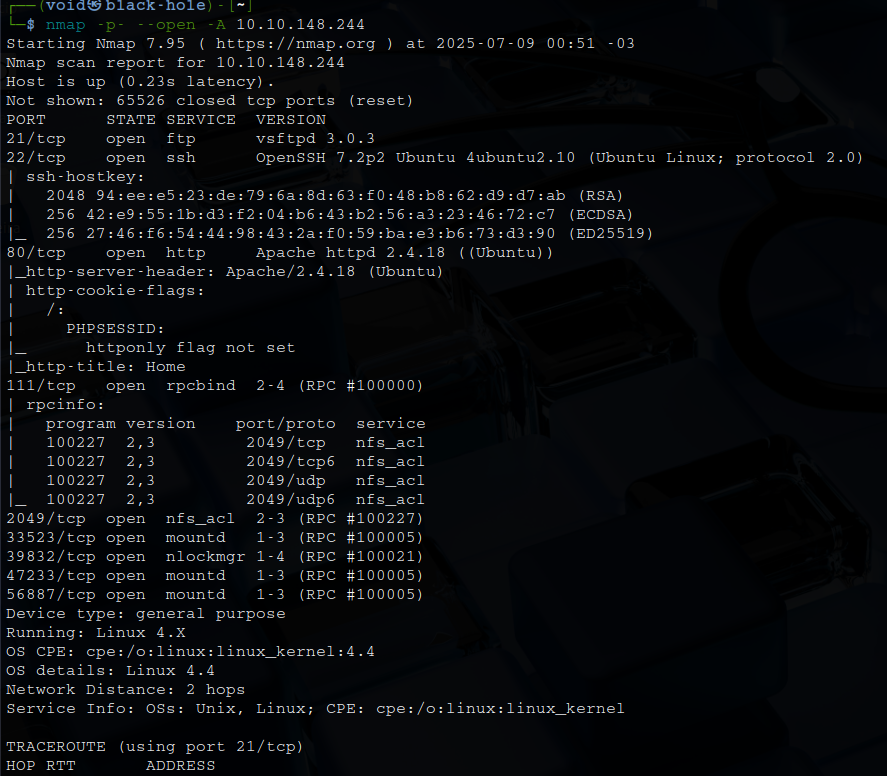 ┌──(void㉿black-hole)-[~]
└─$ nmap -p- --open -A 10.10.148.244
Starting Nmap 7.95 ( https://nmap.org ) at 2025-07-09 00:51 -03
Nmap scan report for 10.10.148.244
Host is up (0.23s latency).
Not shown: 65526 closed tcp ports (reset)
PORT      STATE SERVICE  VERSION
21/tcp    open  ftp      vsftpd 3.0.3
22/tcp    open  ssh      OpenSSH 7.2p2 Ubuntu 4ubuntu2.10 (Ubuntu Linux; protocol 2.0)
| ssh-hostkey:
|   2048 94:ee:e5:23:de:79:6a:8d:63:f0:48:b8:62:d9:d7:ab (RSA)
|   256 42:e9:55:1b:d3:f2:04:b6:43:b2:56:a3:23:46:72:c7 (ECDSA)
|_  256 27:46:f6:54:44:98:43:2a:f0:59:ba:e3:b6:73:d3:90 (ED25519)
80/tcp    open  http     Apache httpd 2.4.18 ((Ubuntu))
|_http-server-header: Apache/2.4.18 (Ubuntu)
| http-cookie-flags:
|   /:
|     PHPSESSID:
|_      httponly flag not set
|_http-title: Home
111/tcp   open  rpcbind  2-4 (RPC #100000)
| rpcinfo:
|   program version    port/proto  service
|   100227  2,3         2049/tcp   nfs_acl
|   100227  2,3         2049/tcp6  nfs_acl
|   100227  2,3         2049/udp   nfs_acl
|_  100227  2,3         2049/udp6  nfs_acl
2049/tcp  open  nfs_acl  2-3 (RPC #100227)
33523/tcp open  mountd   1-3 (RPC #100005)
39832/tcp open  nlockmgr 1-4 (RPC #100021)
47233/tcp open  mountd   1-3 (RPC #100005)
56887/tcp open  mountd   1-3 (RPC #100005)
Device type: general purpose
Running: Linux 4.X
OS CPE: cpe:/o:linux:linux_kernel:4.4
OS details: Linux 4.4
Network Distance: 2 hops
Service Info: OSs: Unix, Linux; CPE: cpe:/o:linux:linux_kernel
TRACEROUTE (using port 21/tcp)
HOP RTT       ADDRESS